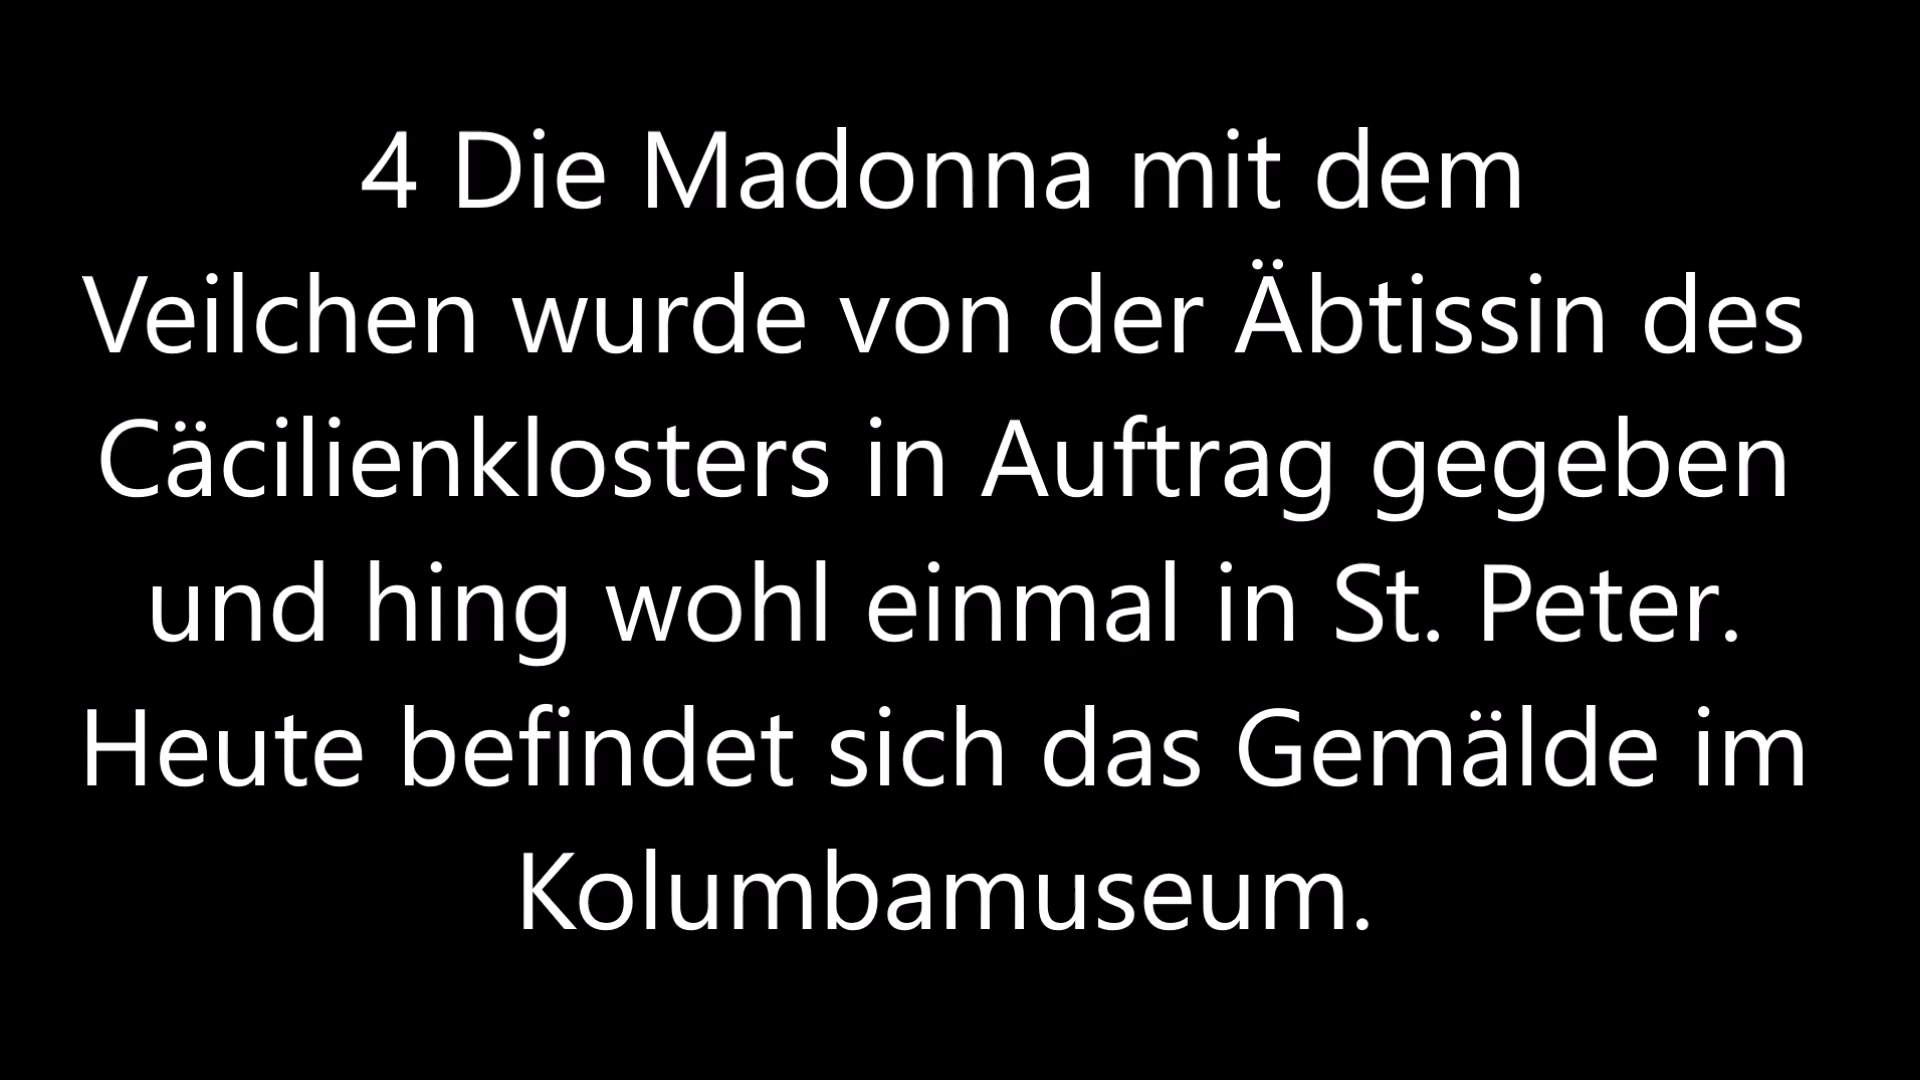 4 Die Madonna mit dem
Veilchen wurde von der Äbtissin des
Cäcilienklosters in Auftrag gegeben
und hing wohl einmal in St. Peter.
Heute befindet sich das Gemälde im
Kolumbamuseum.